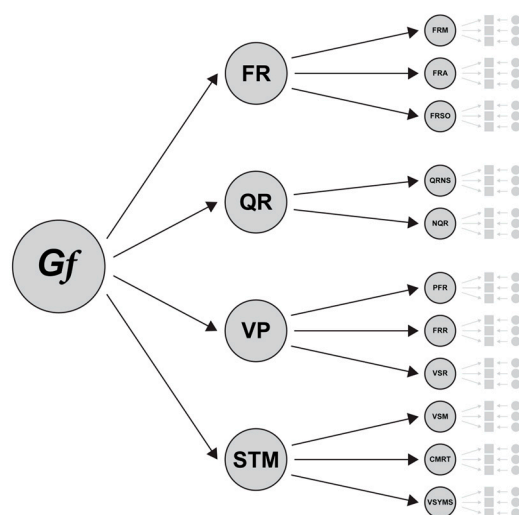 Gf
FR
FRM
FRA
FRSO
QR
QRNS
NQR
VP
PFR
FRR
VSR
STM
VSM
CMRT
VSYMS